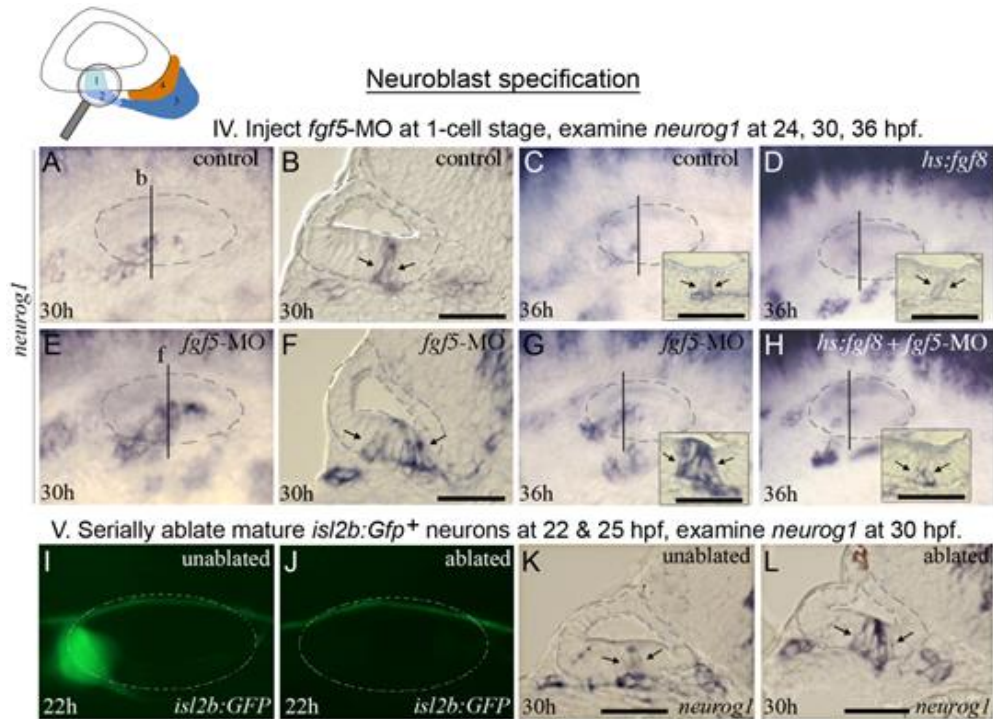 1
2
3
4
Neuroblast specification
IV. Inject fgf5-MO at 1-cell stage, examine neurog1 at 24, 30, 36 hpf.
neurog1
A control b 30h
B control
C control 36h
D hs:fgf8
E fgf5-MO f 30h
F fgf5-MO
G fgf5-MO 36h
H hs:fgf8 + fgf5-MO 36h
V. Serially ablate mature isl2b:Gfp+ neurons at 22 & 25 hpf, examine neurog1 at 30 hpf.
I unablated
22h isl2b:GFP
J ablated
22h isl2b:GFP
K unablated
30h neurog1
L ablated
30h neurog1